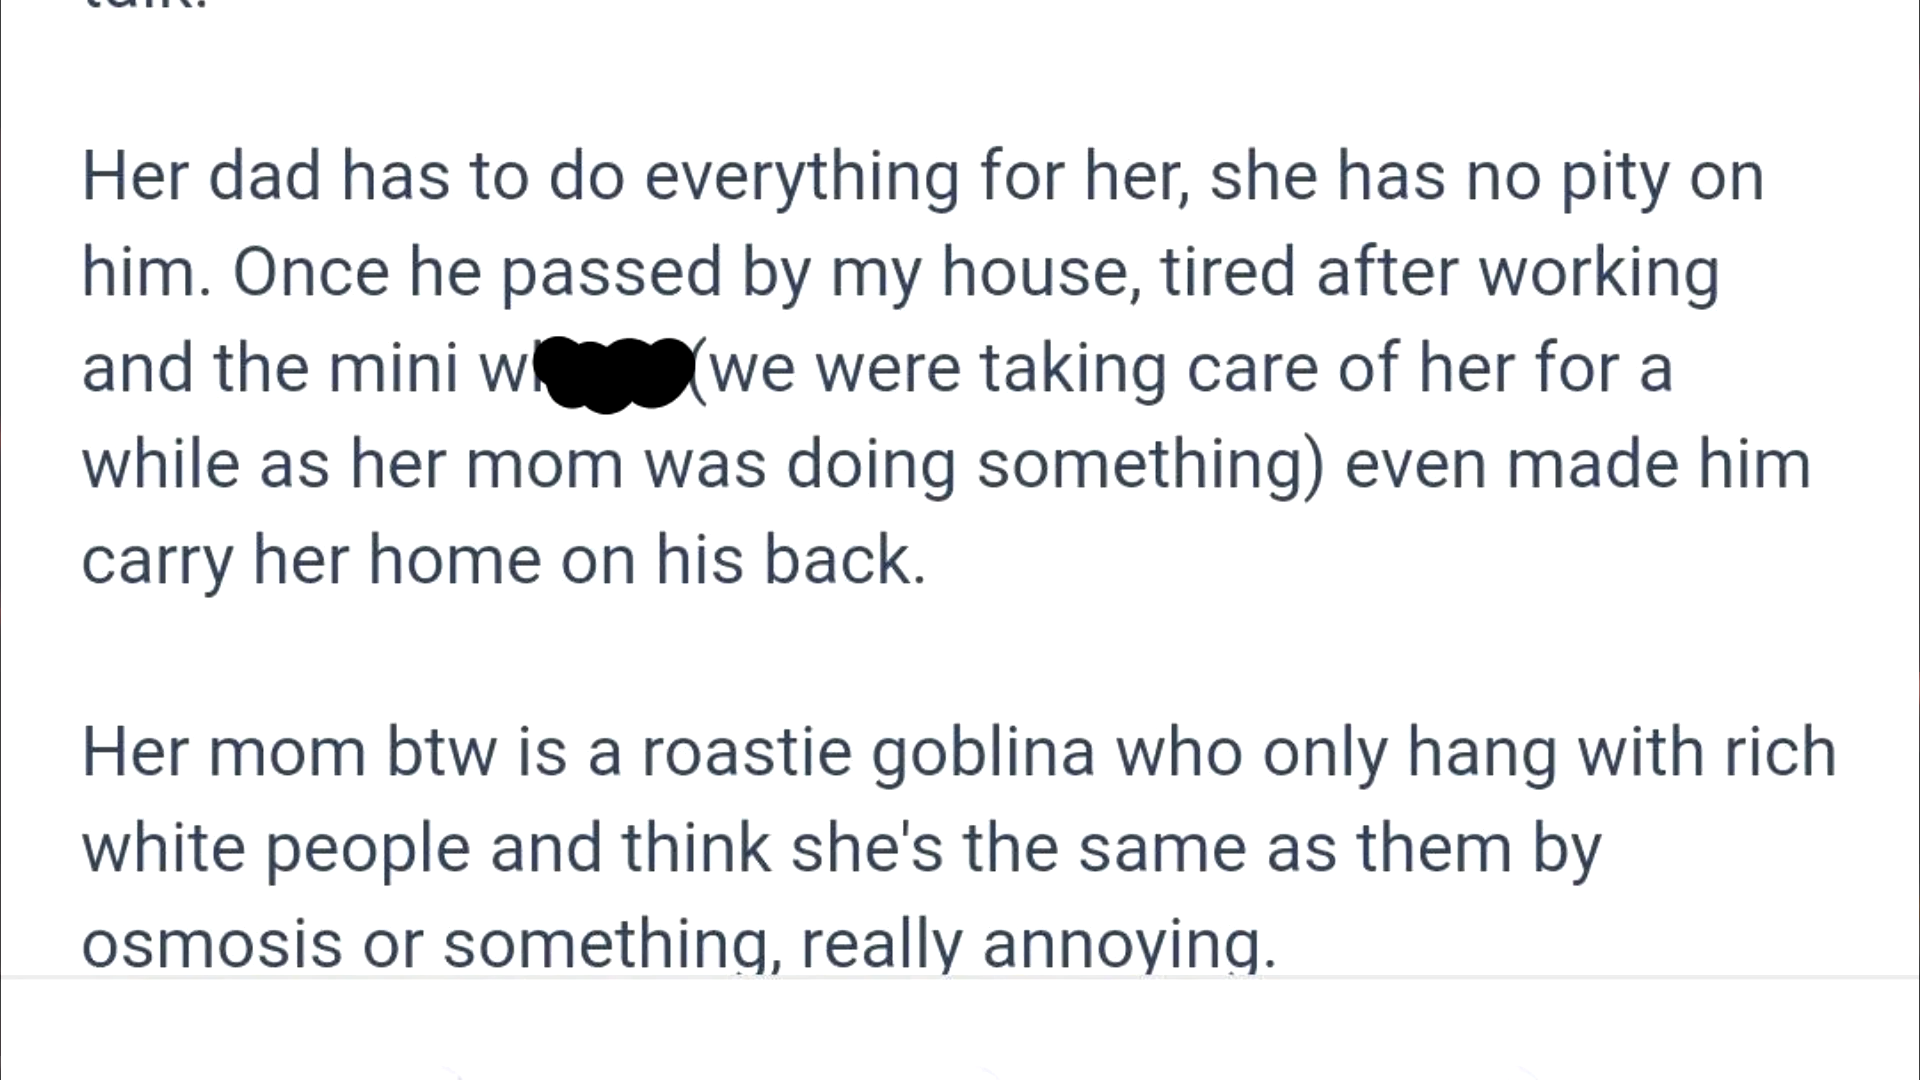 talk.
Her dad has to do everything for her, she has no pity on
him. Once he passed by my house, tired after working
and the mini (we were taking care of her for a
while as her mom was doing something) even made him
carry her home on his back.
Her mom btw is a roastie goblina who only hang with rich
white people and think she's the same as them by
osmosis or something, really annoying.